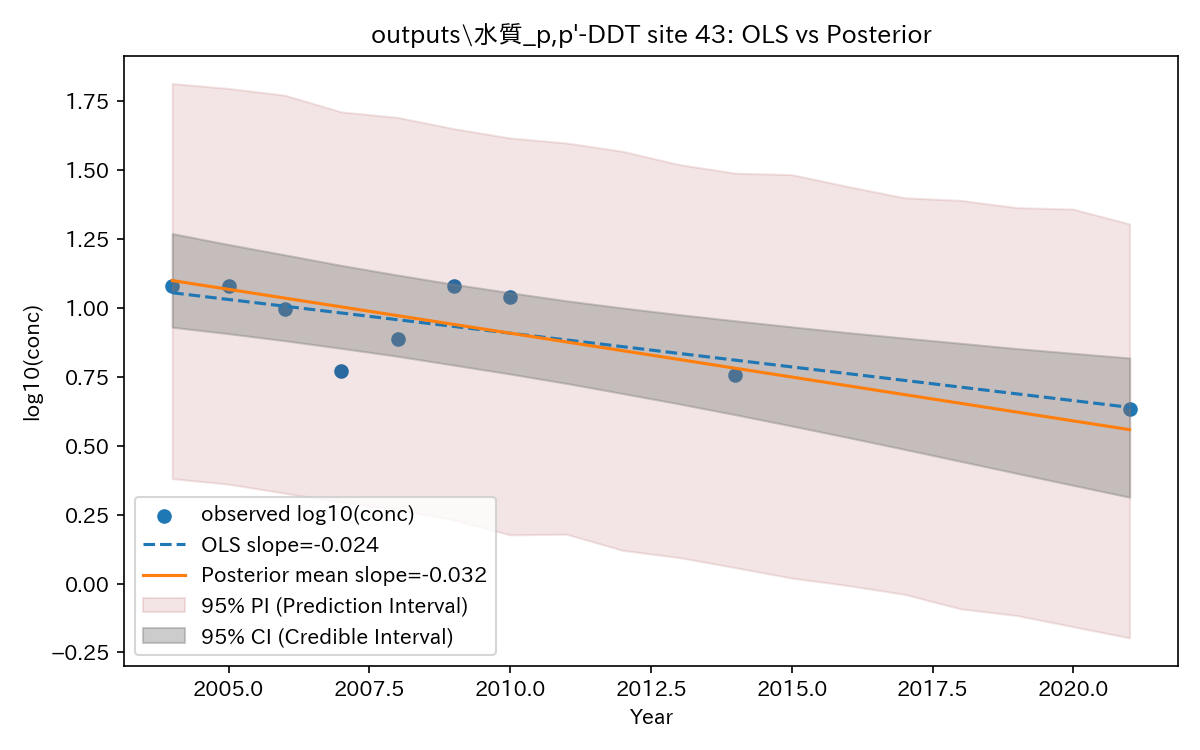 outputs\水質_p,p'-DDT site 43: OLS vs Posterior
1.75
1.50
1.25
1.00
0.75
0.50
0.25
0.00
−0.25
log10(conc)
observed log10(conc)
OLS slope=-0.024
Posterior mean slope=-0.032
95% PI (Prediction Interval)
95% CI (Credible Interval)
2005.0 2007.5 2010.0 2012.5 2015.0 2017.5 2020.0
Year